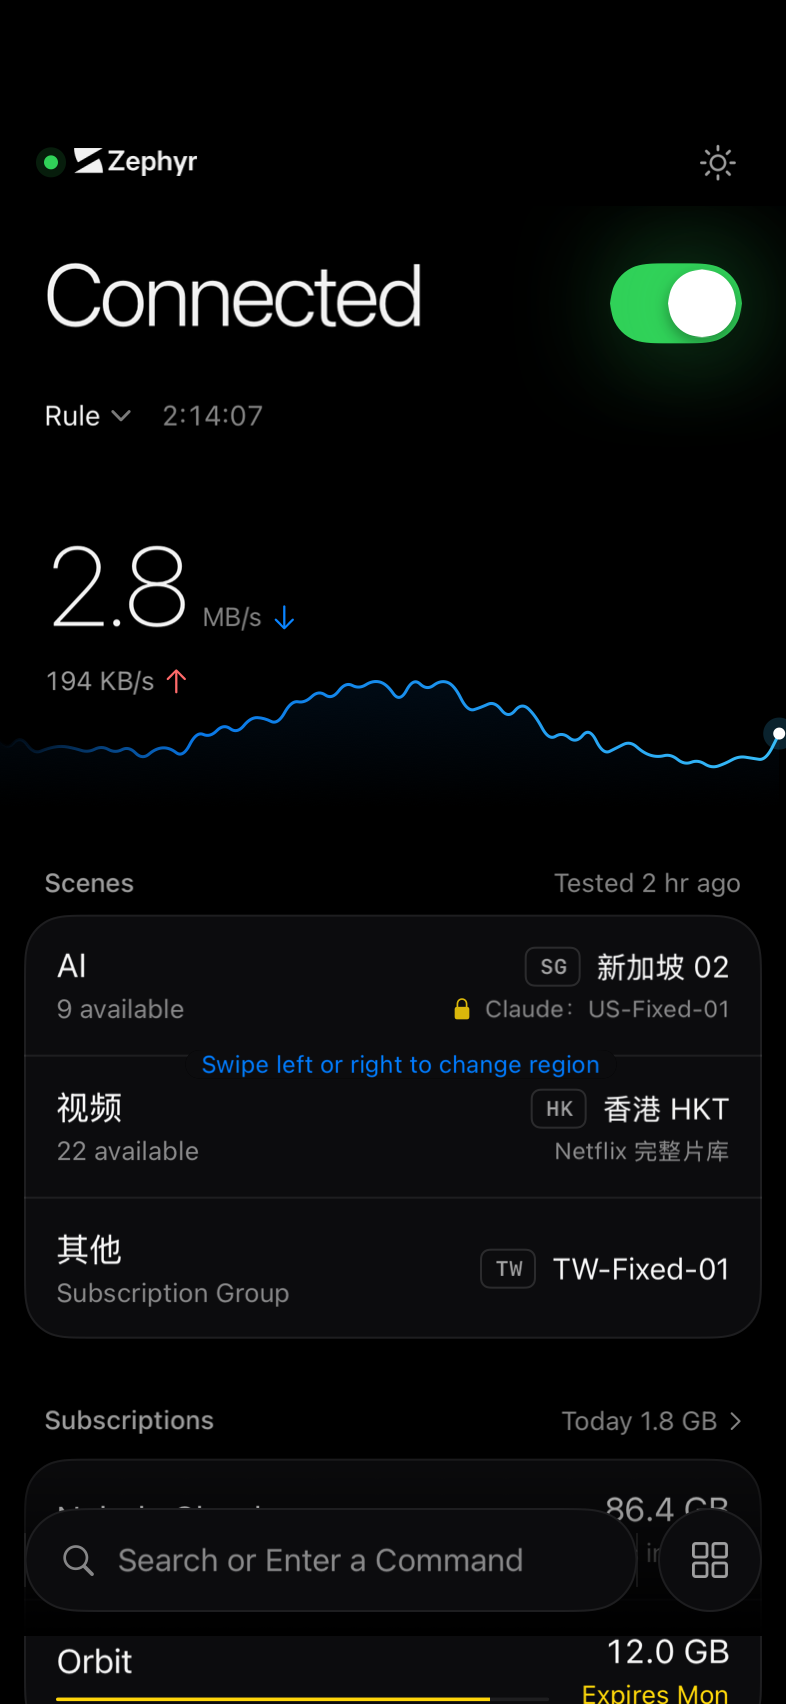 Zephyr
Connected
Rule 2:14:07
2.8 MB/s ↓
194 KB/s ↑
Scenes Tested 2 hr ago
AI SG 新加坡 02
9 available Claude: US-Fixed-01
Swipe left or right to change region
视频 HK 香港 HKT
22 available Netflix 完整片库
其他 TW TW-Fixed-01
Subscription Group
Subscriptions Today 1.8 GB
86.4 GB
Search or Enter a Command
Orbit 12.0 GB
Expires Mon